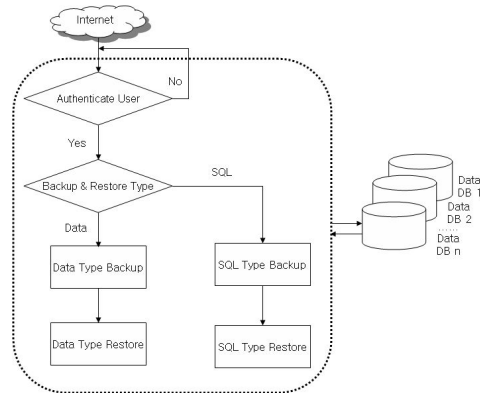 Internet
No
Authenticate User
Yes
Backup & Restore Type
SQL
Data
Data Type Backup
SQL Type Backup
Data Type Restore
SQL Type Restore
Data
DB 1
Data
DB 2
......
Data
DB n